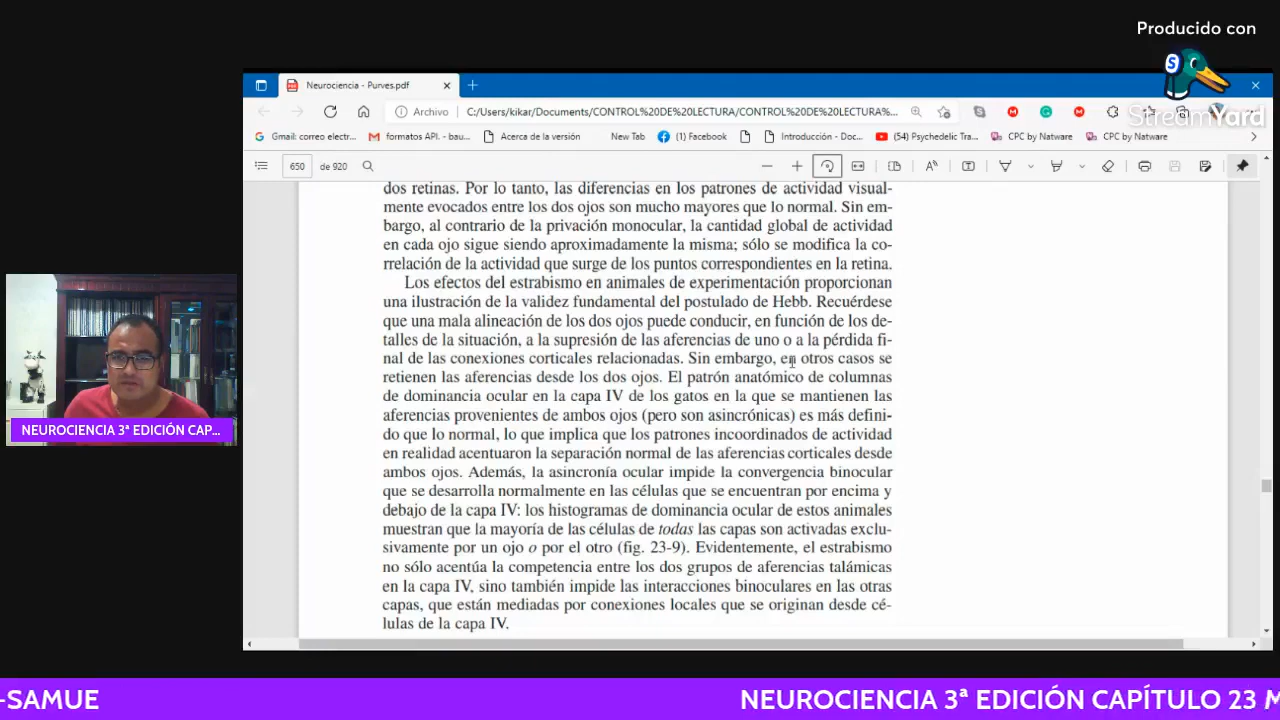 Producido con
StreamYard
Neurociencia - Purves.pdf
Archivo
C:/Users/kikar/Documents/CONTROL%20DE%20LECTURA/CONTROL%20DE%20LECTURA%...
Gmail: correo electr...
formatos API. - bau...
Acerca de la versión
New Tab
(1) Facebook
Introducción - Doc...
(54) Psychedelic Tra...
CPC by Natware
CPC by Natware
650 de 920
dos retinas. Por lo tanto, las diferencias en los patrones de actividad visual-
mente evocados entre los dos ojos son mucho mayores que lo normal. Sin em-
bargo, al contrario de la privación monocular, la cantidad global de actividad
en cada ojo sigue siendo aproximadamente la misma; sólo se modifica la co-
rrelación de la actividad que surge de los puntos correspondientes en la retina.
Los efectos del estrabismo en animales de experimentación proporcionan
una ilustración de la validez fundamental del postulado de Hebb. Recuérdese
que una mala alineación de los dos ojos puede conducir, en función de los de-
talles de la situación, a la supresión de las aferencias de uno o a la pérdida fi-
nal de las conexiones corticales relacionadas. Sin embargo, en otros casos se
retienen las aferencias desde los dos ojos. El patrón anatómico de columnas
de dominancia ocular en la capa IV de los gatos en la que se mantienen las
aferencias provenientes de ambos ojos (pero son asincrónicas) es más defini-
do que lo normal, lo que implica que los patrones incoordinados de actividad
en realidad acentuaron la separación normal de las aferencias corticales desde
ambos ojos. Además, la asincronía ocular impide la convergencia binocular
que se desarrolla normalmente en las células que se encuentran por encima y
debajo de la capa IV: los histogramas de dominancia ocular de estos animales
muestran que la mayoría de las células de todas las capas son activadas exclu-
sivamente por un ojo o por el otro (fig. 23-9). Evidentemente, el estrabismo
no sólo acentúa la competencia entre los dos grupos de aferencias talámicas
en la capa IV, sino también impide las interacciones binoculares en las otras
capas, que están mediadas por conexiones locales que se originan desde cé-
lulas de la capa IV.
NEUROCIENCIA 3ª EDICIÓN CAP...
-SAMUE
NEUROCIENCIA 3ª EDICIÓN CAPÍTULO 23 M